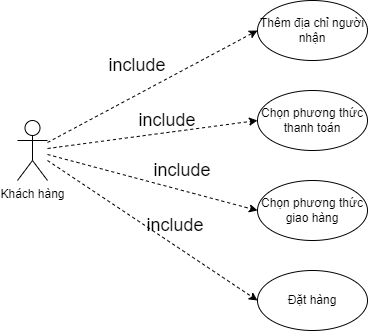 Thêm địa chỉ người
nhận
include
include
Chọn phương thức
thanh toán
include
Khách hàng
Chọn phương thức
giao hàng
include
Đặt hàng